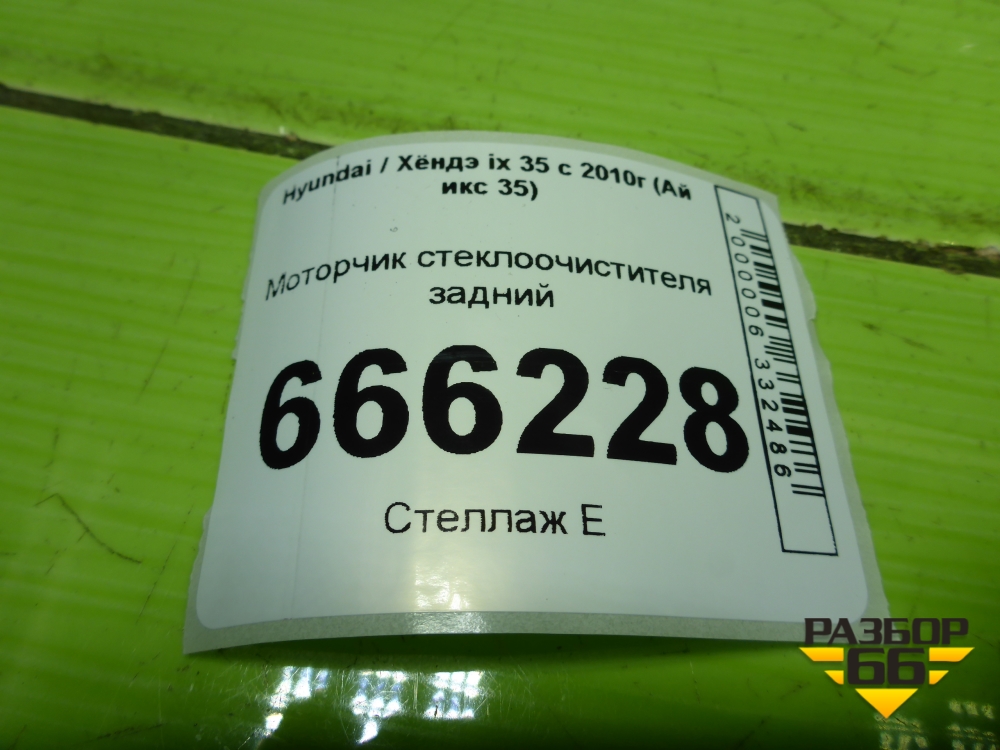 Hyundai / Хёндэ ix 35 с 2010г (Ай
икс 35)
Моторчик стеклоочистителя
задний
666228
Стеллаж Е
2000006332486
РАЗБОР
66